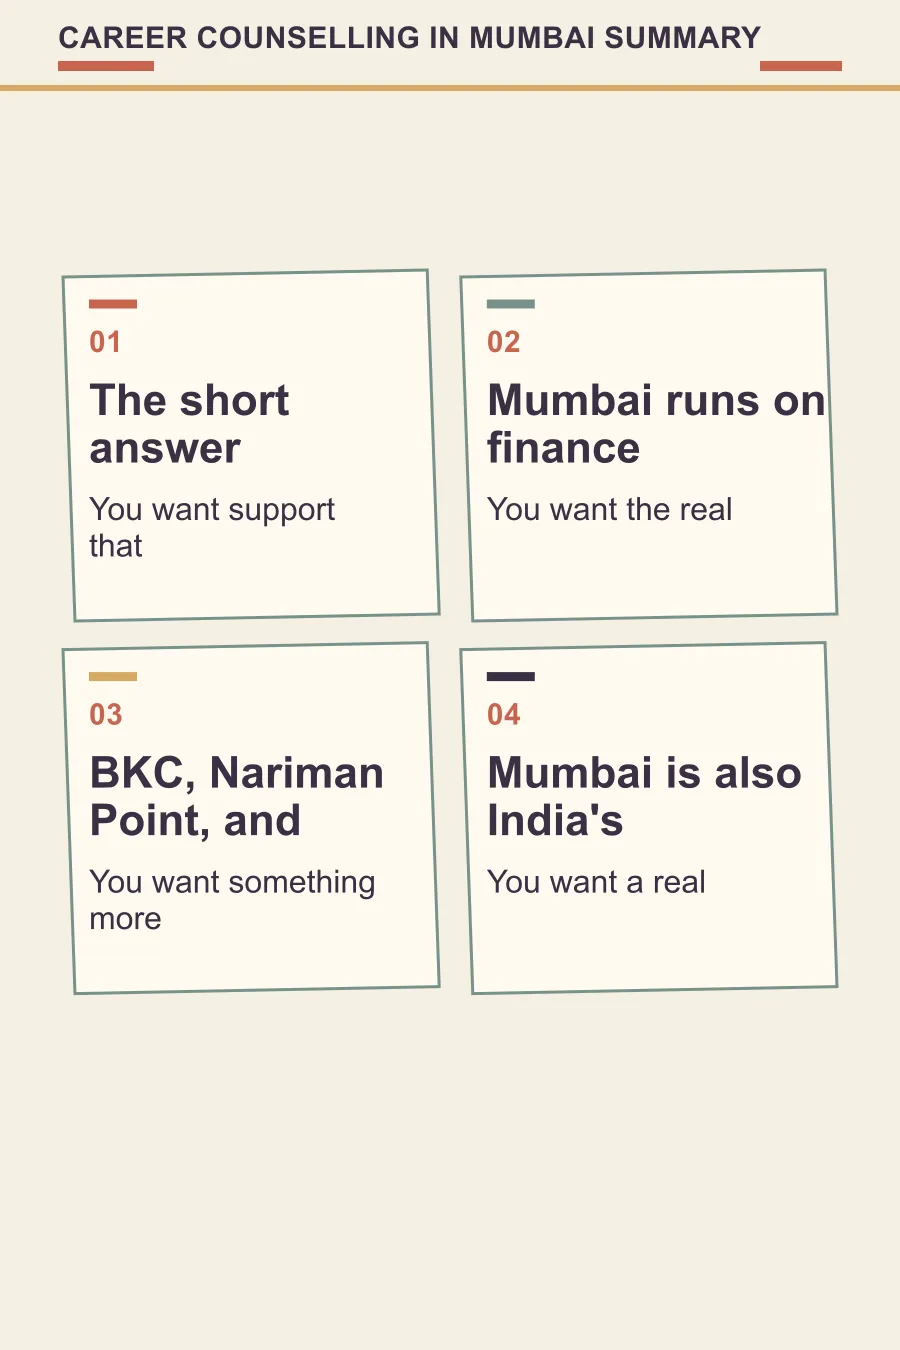 CAREER COUNSELLING IN MUMBAI SUMMARY
01
The short
answer
You want support
that
02
Mumbai runs on
finance
You want the real
03
BKC, Nariman
Point, and
You want something
more
04
Mumbai is also
India's
You want a real